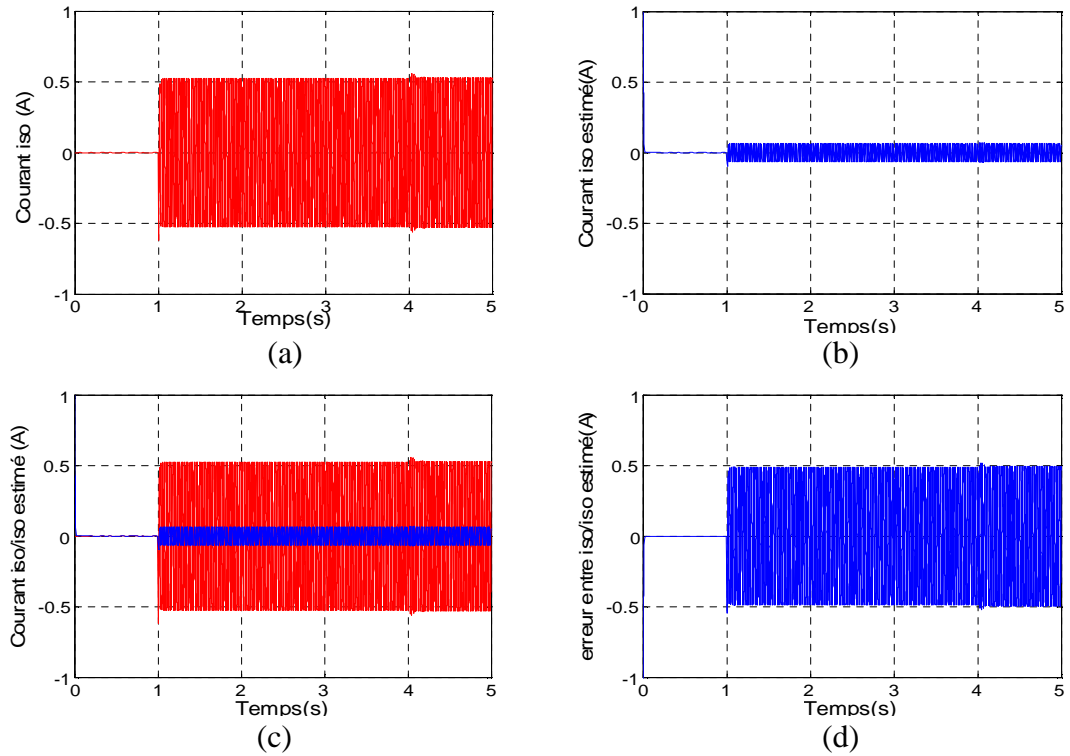 Courant iso (A)
1
0.5
0
-0.5
-1
0 1 2 3 4 5
Temps(s)
(a)
Courant iso estimé(A)
1
0.5
0
-0.5
-1
0 1 2 3 4 5
Temps(s)
(b)
Courant iso/iso estimé (A)
1
0.5
0
-0.5
-1
0 1 2 3 4 5
Temps(s)
(c)
erreur entre iso/iso estimé(A)
1
0.5
0
-0.5
-1
0 1 2 3 4 5
Temps(s)
(d)